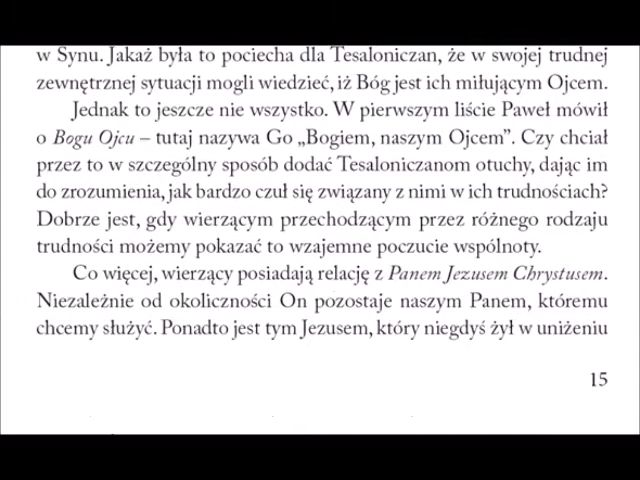 w Synu. Jakaż była to pociecha dla Tesaloniczan, że w swojej trudnej
zewnętrznej sytuacji mogli wiedzieć, iż Bóg jest ich miłującym Ojcem.
Jednak to jeszcze nie wszystko. W pierwszym liście Paweł mówił
o Bogu Ojcu – tutaj nazywa Go „Bogiem, naszym Ojcem”. Czy chciał
przez to w szczególny sposób dodać Tesaloniczanom otuchy, dając im
do zrozumienia, jak bardzo czuł się związany z nimi w ich trudnościach?
Dobrze jest, gdy wierzącym przechodzącym przez różnego rodzaju
trudności możemy pokazać to wzajemne poczucie wspólnoty.
Co więcej, wierzący posiadają relację z Panem Jezusem Chrystusem.
Niezależnie od okoliczności On pozostaje naszym Panem, któremu
chcemy służyć. Ponadto jest tym Jezusem, który niegdyś żył w uniżeniu
15